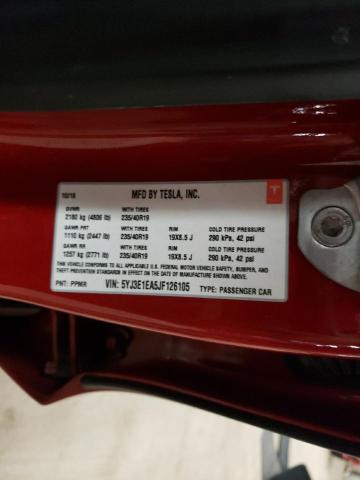 10/18 MFD BY TESLA, INC.
GVWR WITH TIRES
2180 kg (4806 lb) 235/40R19
GAWR FRT WITH TIRES RIM COLD TIRE PRESSURE
1110 kg (2447 lb) 235/40R19 19X8.5 J 290 kPa, 42 psi
GAWR RR WITH TIRES RIM COLD TIRE PRESSURE
1257 kg (2771 lb) 235/40R19 19X8.5 J 290 kPa, 42 psi
THIS VEHICLE CONFORMS TO ALL APPLICABLE U.S. FEDERAL MOTOR VEHICLE
SAFETY, BUMPER, AND THEFT PREVENTION STANDARDS IN
EFFECT ON THE DATE OF MANUFACTURE SHOWN ABOVE.
PNT: PPMR VIN: 5YJ3E1EA5JF126105 TYPE: PASSENGER CAR